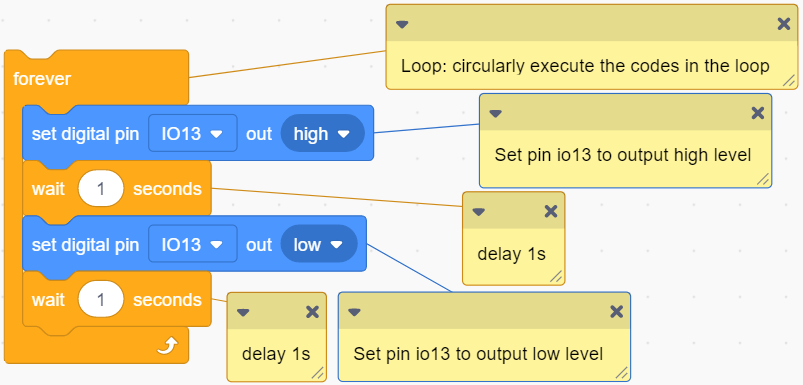 forever
Loop: circularly execute the codes in the loop
set digital pin IO13 out high
Set pin io13 to output high level
wait 1 seconds
delay 1s
set digital pin IO13 out low
Set pin io13 to output low level
wait 1 seconds
delay 1s